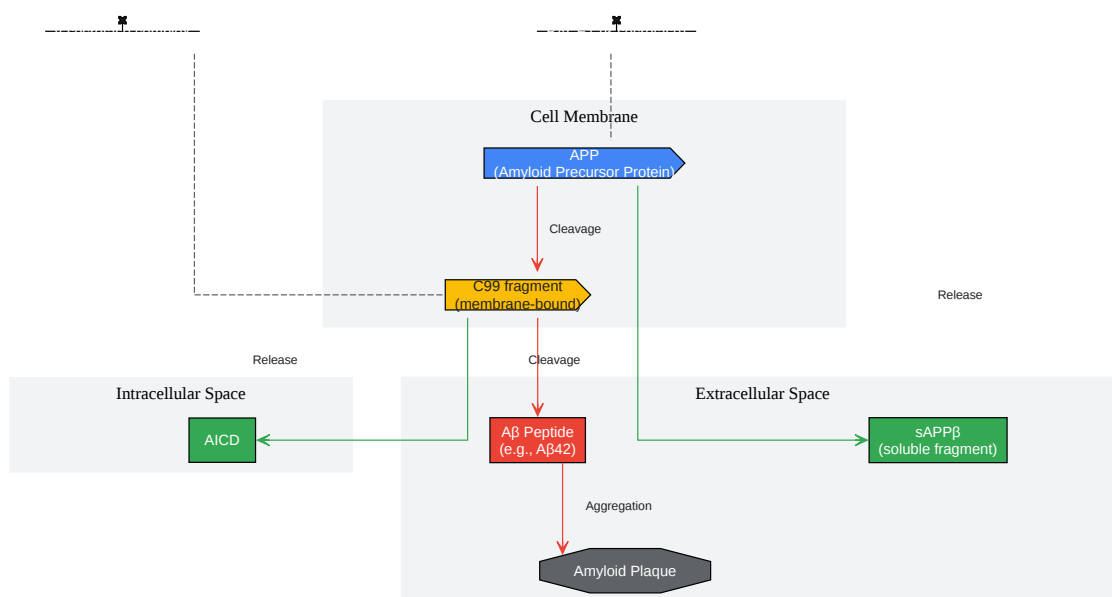 Cell Membrane
APP
(Amyloid Precursor Protein)
Cleavage
C99 fragment
(membrane-bound)
Release
Release
Cleavage
Intracellular Space
Extracellular Space
AICD
Aβ Peptide
(e.g., Aβ42)
sAPPβ
(soluble fragment)
Aggregation
Amyloid Plaque